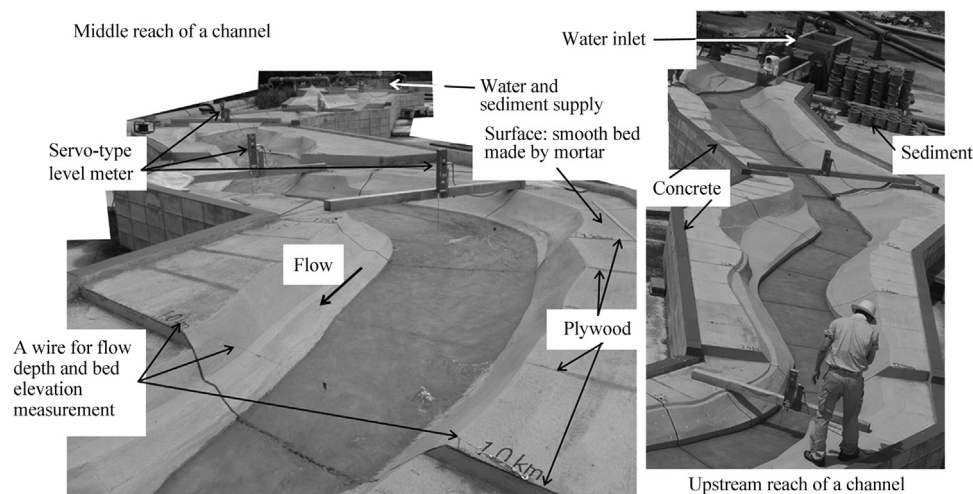 Middle reach of a channel
Water and
sediment supply
Servo-type
level meter
Surface: smooth bed
made by mortar
Flow
Plywood
A wire for flow
depth and bed
elevation
measurement
1.0 km
Water inlet
Sediment
Concrete
Upstream reach of a channel